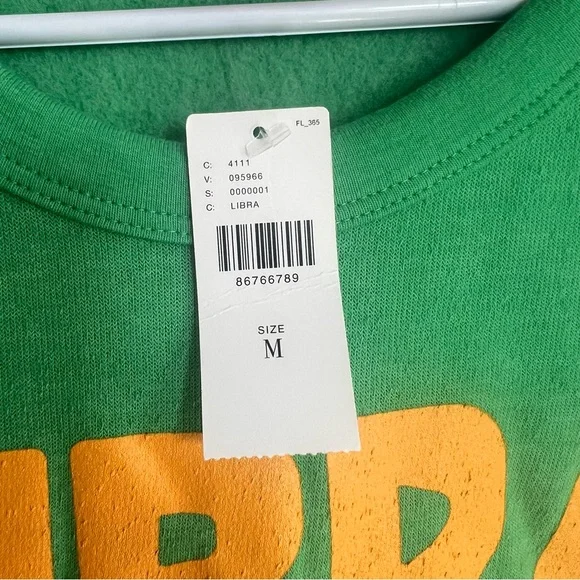 FL_365
C: 4111
V: 095966
S: 0000001
C: LIBRA
86766789
SIZE
M